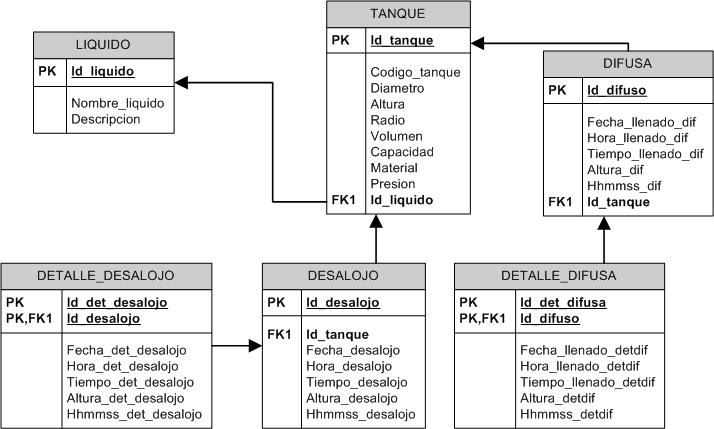 TANQUE
PK Id_tanque
Codigo_tanque
Diametro
Altura
Radio
Volumen
Capacidad
Material
Presion
FK1 Id_liquido
LIQUIDO
PK Id_liquido
Nombre_liquido
Descripcion
DIFUSA
PK Id_difuso
Fecha_llenado_dif
Hora_llenado_dif
Tiempo_llenado_dif
Altura_dif
Hhmmss_dif
FK1 Id_tanque
DETALLE_DESALOJO
PK Id_det_desalojo
PK,FK1 Id_desalojo
Fecha_det_desalojo
Hora_det_desalojo
Tiempo_det_desalojo
Altura_det_desalojo
Hhmmss_det_desalojo
DESALOJO
PK Id_desalojo
FK1 Id_tanque
Fecha_desalojo
Hora_desalojo
Tiempo_desalojo
Altura_desalojo
Hhmmss_desalojo
DETALLE_DIFUSA
PK Id_det_difusa
PK,FK1 Id_difuso
Fecha_llenado_detdif
Hora_llenado_detdif
Tiempo_llenado_detdif
Altura_detdif
Hhmmss_detdif